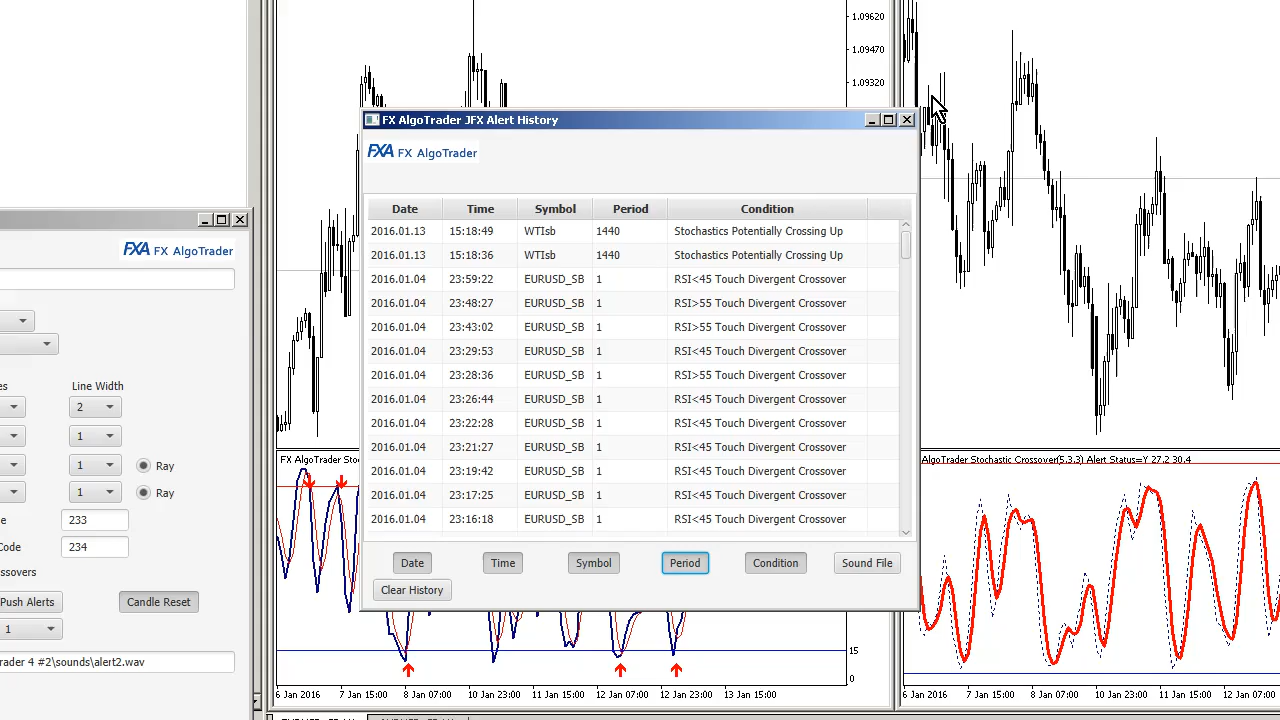 1.09620
1.09470
1.09320
FX AlgoTrader JFX Alert History
FXA FX AlgoTrader
Date Time Symbol Period Condition
2016.01.13 15:18:49 WTIsb 1440 Stochastics Potentially Crossing Up
2016.01.13 15:18:36 WTIsb 1440 Stochastics Potentially Crossing Up
2016.01.04 23:59:22 EURUSD_SB 1 RSI<45 Touch Divergent Crossover
2016.01.04 23:48:27 EURUSD_SB 1 RSI>55 Touch Divergent Crossover
2016.01.04 23:43:02 EURUSD_SB 1 RSI>55 Touch Divergent Crossover
2016.01.04 23:29:53 EURUSD_SB 1 RSI<45 Touch Divergent Crossover
2016.01.04 23:28:36 EURUSD_SB 1 RSI>55 Touch Divergent Crossover
2016.01.04 23:26:44 EURUSD_SB 1 RSI<45 Touch Divergent Crossover
2016.01.04 23:22:28 EURUSD_SB 1 RSI<45 Touch Divergent Crossover
2016.01.04 23:21:27 EURUSD_SB 1 RSI<45 Touch Divergent Crossover
2016.01.04 23:19:42 EURUSD_SB 1 RSI<45 Touch Divergent Crossover
2016.01.04 23:17:25 EURUSD_SB 1 RSI<45 Touch Divergent Crossover
2016.01.04 23:16:18 EURUSD_SB 1 RSI<45 Touch Divergent Crossover
Date Time Symbol Period Condition Sound File
Clear History
FXA FX AlgoTrader
Line Width
2
1
1 Ray
1 Ray
233
Code 234
Push Alerts Candle Reset
1
rader 4 #2\sounds\alert2.wav
FX AlgoTrader Sto
15
0
6 Jan 2016 7 Jan 15:00 8 Jan 07:00 10 Jan 23:00 11 Jan 15:00 12 Jan 07:00 12 Jan 23:00 13 Jan 15:00
AlgoTrader Stochastic Crossover(5.3.3) Alert Status=Y 27.2 30.4
6 Jan 2016 7 Jan 15:00 8 Jan 07:00 10 Jan 23:00 11 Jan 15:00 12 Jan 07:00